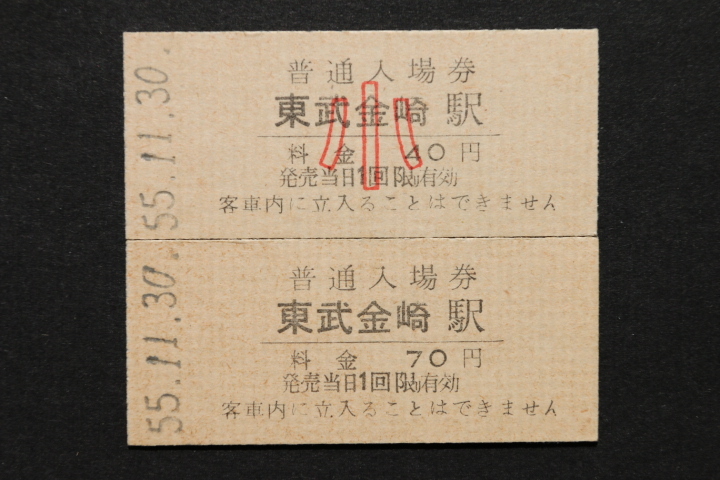 普通入場券
東武金崎駅
小
料金 40円
発売当日1回限り有効
客車内に立入ることはできません
55.11.30.
普通入場券
東武金崎駅
料金 70円
発売当日1回限り有効
客車内に立入ることはできません
55.11.30